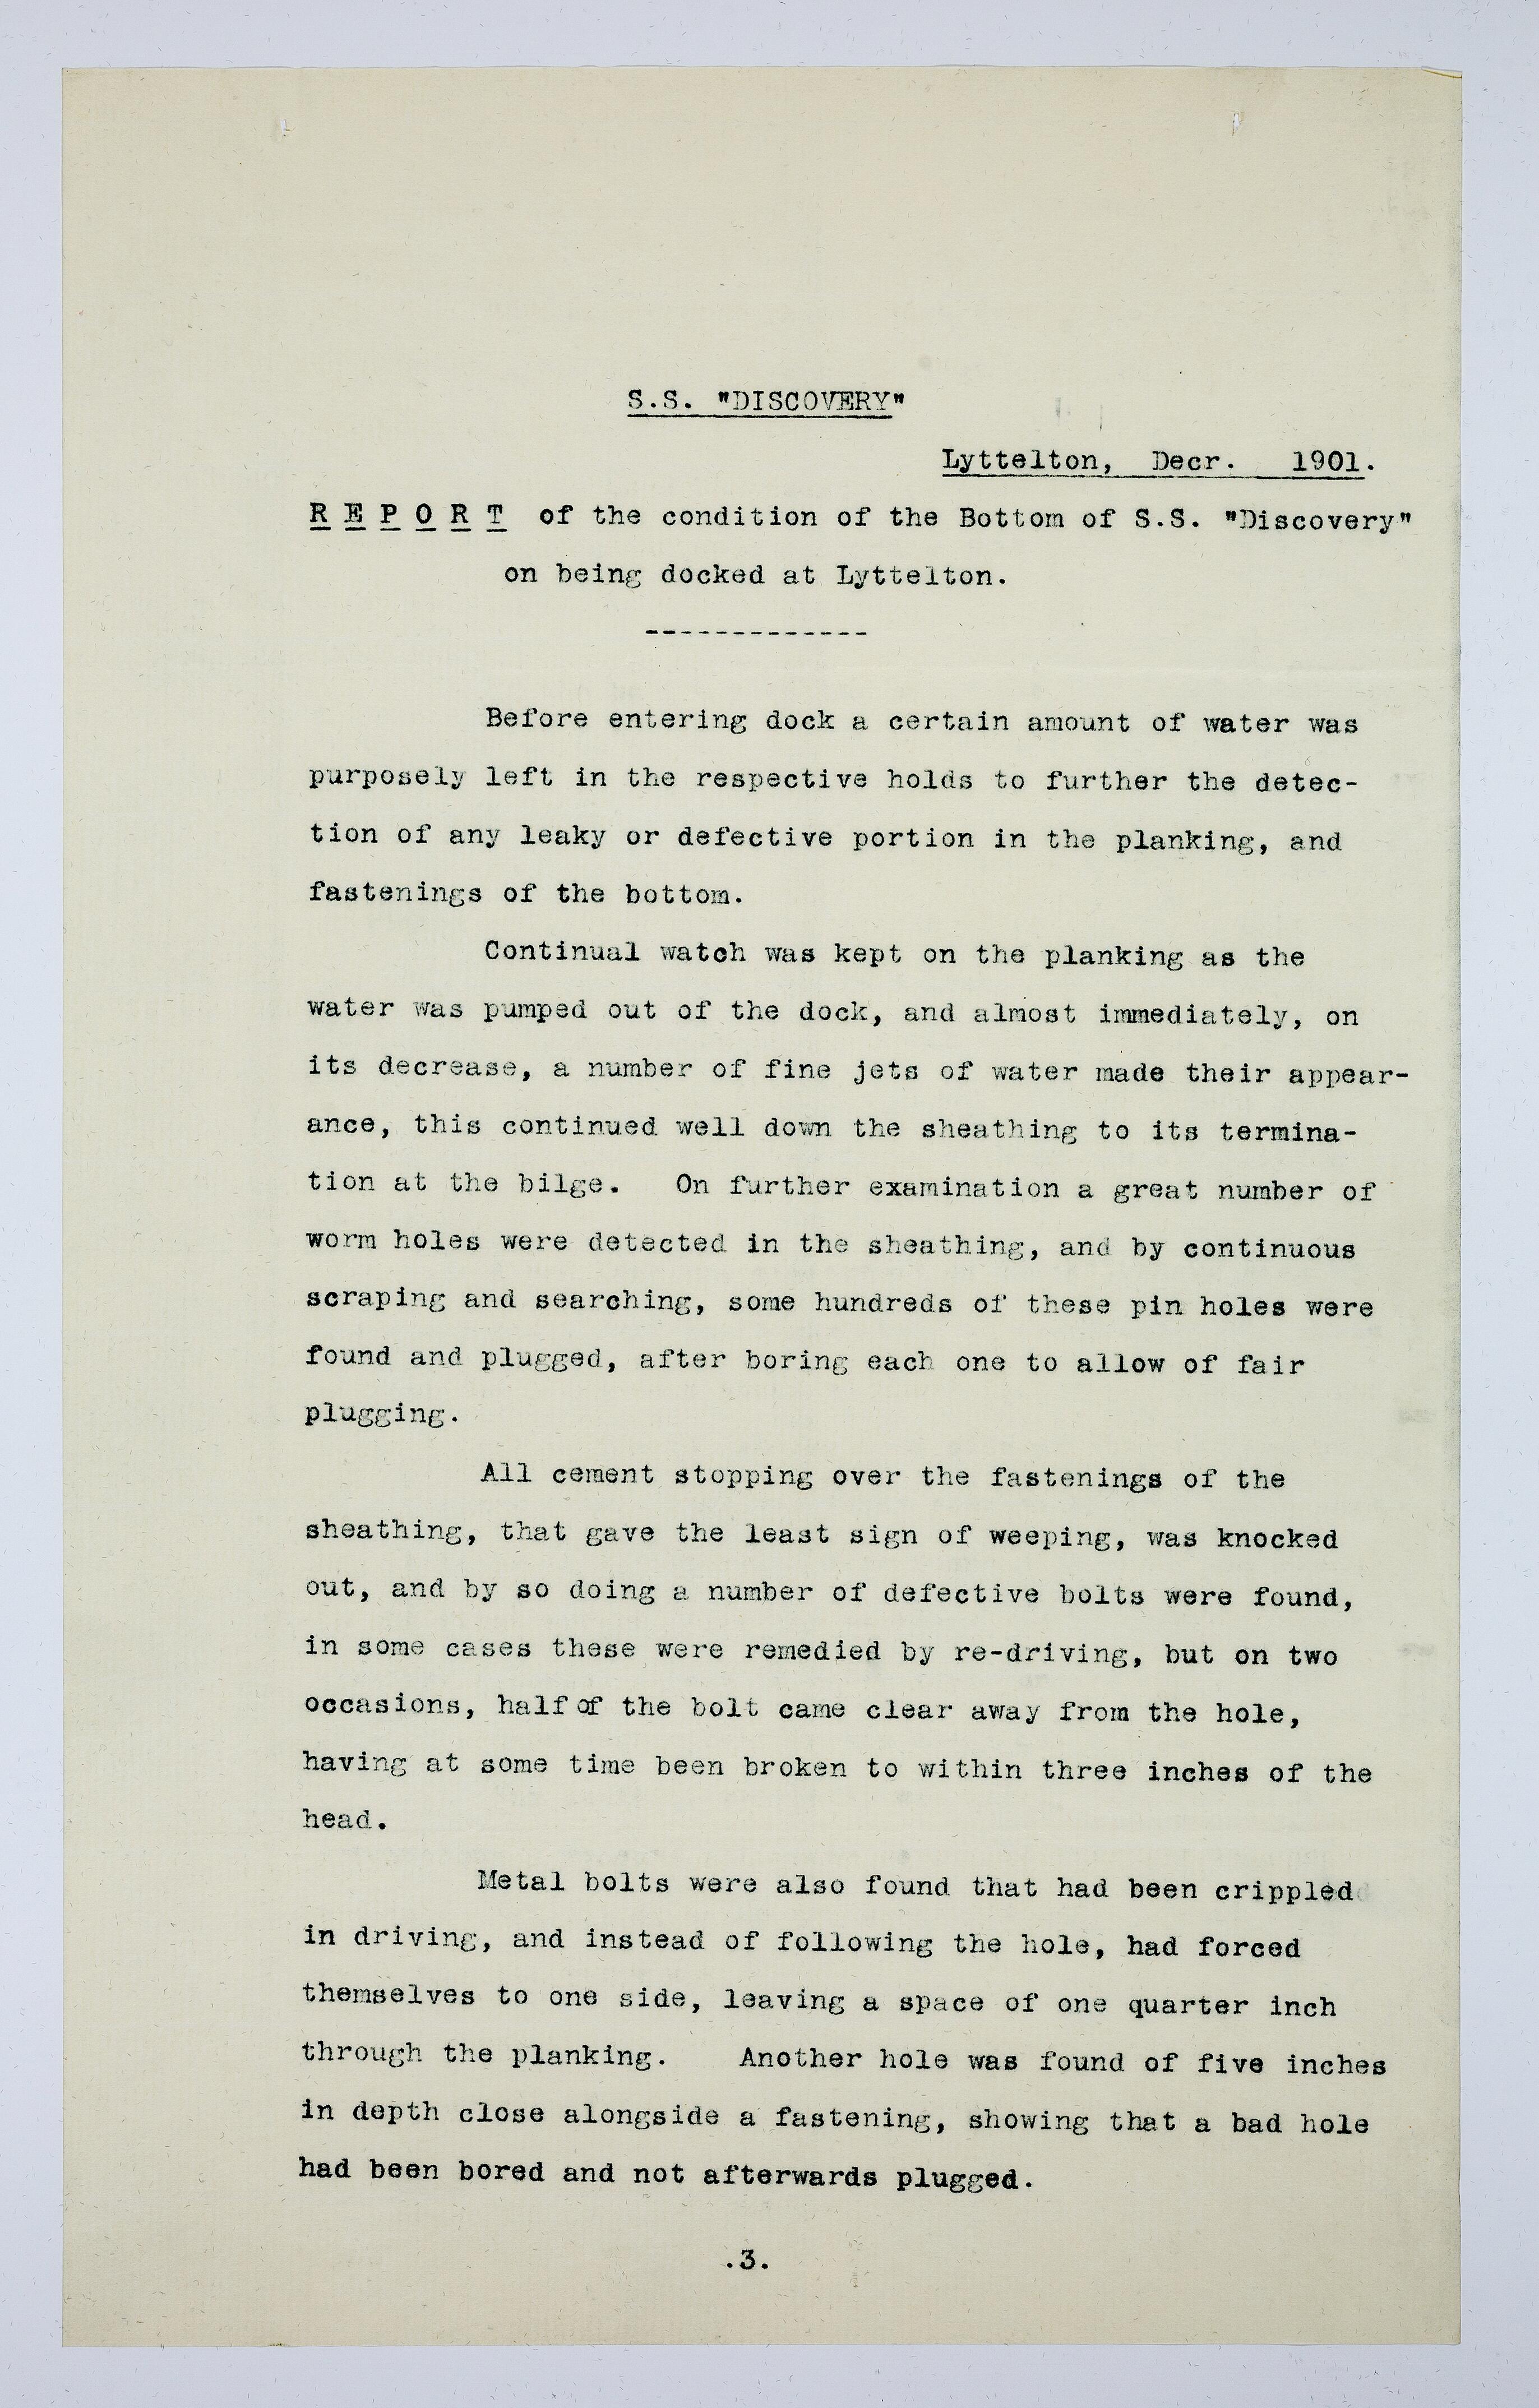 S.S. "DISCOVERY"
Lyttelton, Decr. 1901.
R E P O R T of the condition of the Bottom of S.S. "Discovery"
on being docked at Lyttelton.
-------------
Before entering dock a certain amount of water was
purposely left in the respective holds to further the detec-
tion of any leaky or defective portion in the planking, and
fastenings of the bottom.
Continual watch was kept on the planking as the
water was pumped out of the dock, and almost immediately, on
its decrease, a number of fine jets of water made their appear-
ance, this continued well down the sheathing to its termina-
tion at the bilge. On further examination a great number of
worm holes were detected in the sheathing, and by continuous
scraping and searching, some hundreds of these pin holes were
found and plugged, after boring each one to allow of fair
plugging.
All cement stopping over the fastenings of the
sheathing, that gave the least sign of weeping, was knocked
out, and by so doing a number of defective bolts were found,
in some cases these were remedied by re-driving, but on two
occasions, half of the bolt came clear away from the hole,
having at some time been broken to within three inches of the
head.
Metal bolts were also found that had been crippled
in driving, and instead of following the hole, had forced
themselves to one side, leaving a space of one quarter inch
through the planking. Another hole was found of five inches
in depth close alongside a fastening, showing that a bad hole
had been bored and not afterwards plugged.
.3.